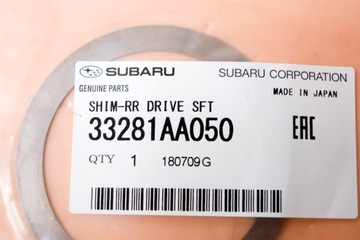 SUBARU SUBARU CORPORATION
GENUINE PARTS MADE IN JAPAN
SHIM-RR DRIVE SFT
33281AA050 EAC
QTY 1 180709G